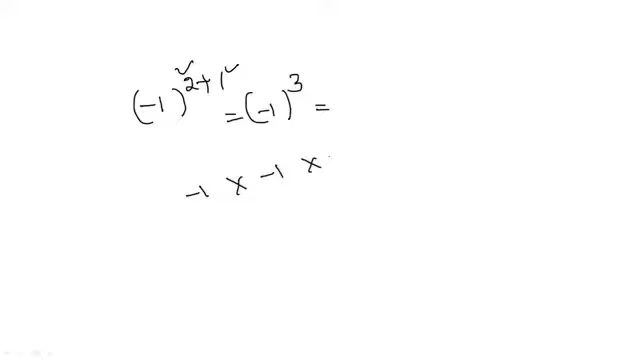 (-1)^{2+1} = (-1)^3 =
-1 × -1 ×